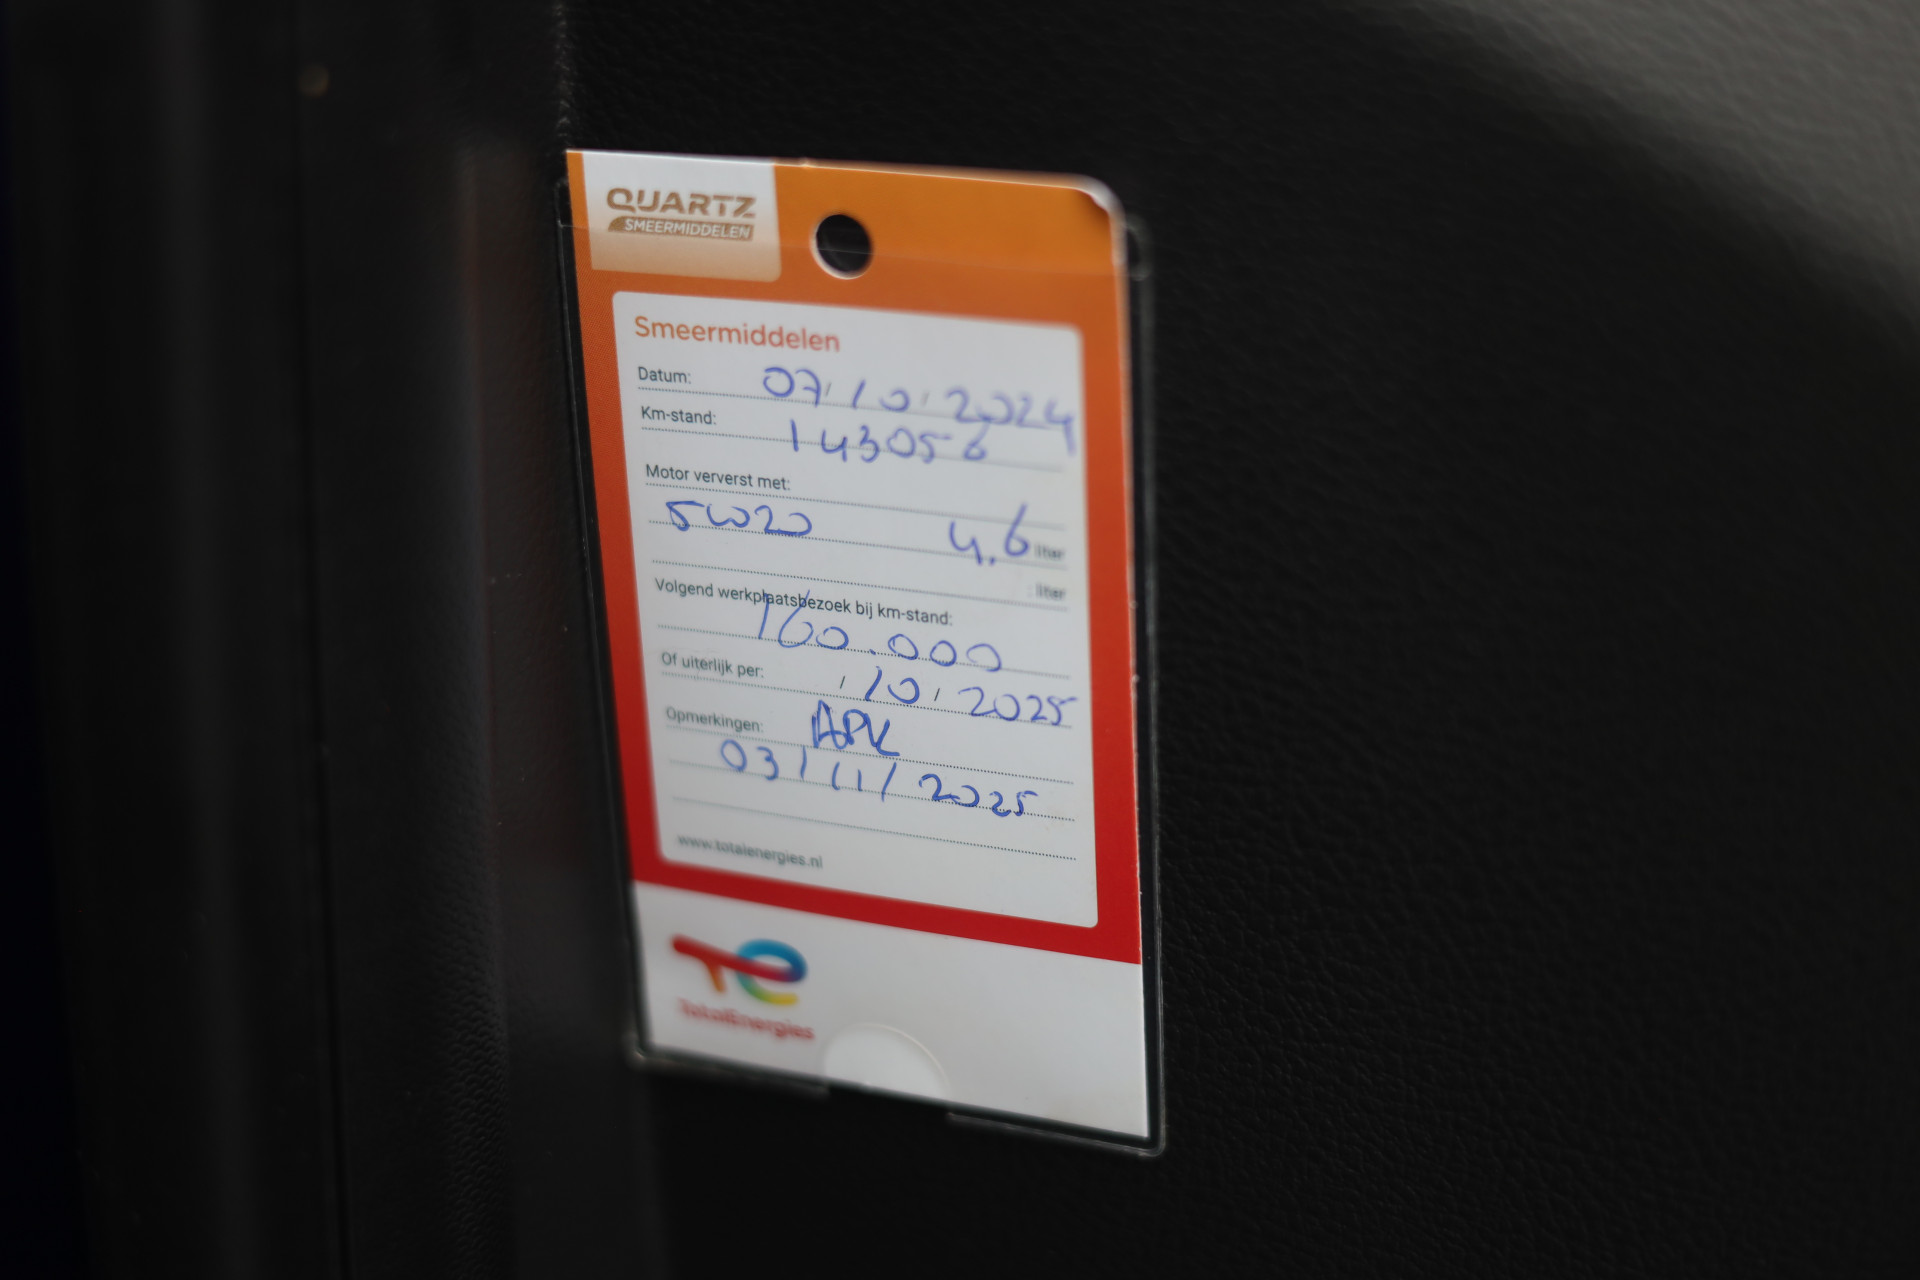 QUARTZ
SMEERMIDDELEN
Smeermiddelen
Datum: 07/10/2024
Km-stand: 143056
Motor ververst met:
5W20 4.6 liter
liter
Volgend werkplaatsbezoek bij km-stand:
160.000
Of uiterlijk per: / 10 / 2025
Opmerkingen: APK
03/11/2025
www.totalenergies.nl
TotalEnergies